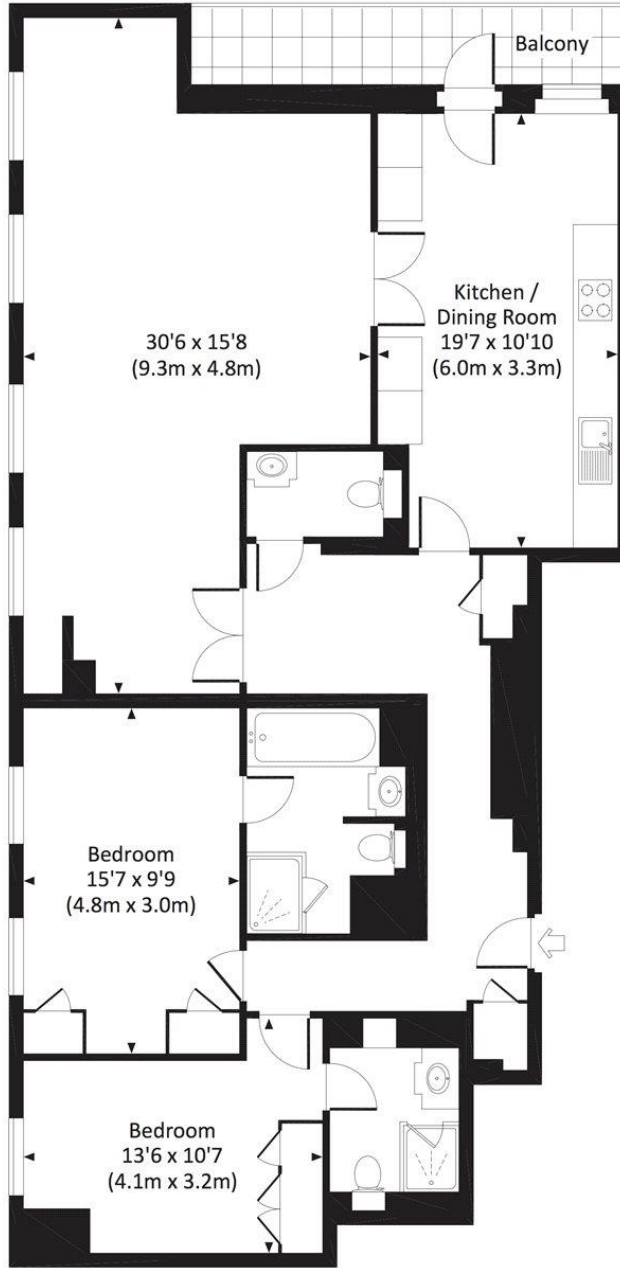 Balcony
Kitchen /
Dining Room
19'7 x 10'10
(6.0m x 3.3m)
30'6 x 15'8
(9.3m x 4.8m)
Bedroom
15'7 x 9'9
(4.8m x 3.0m)
Bedroom
13'6 x 10'7
(4.1m x 3.2m)